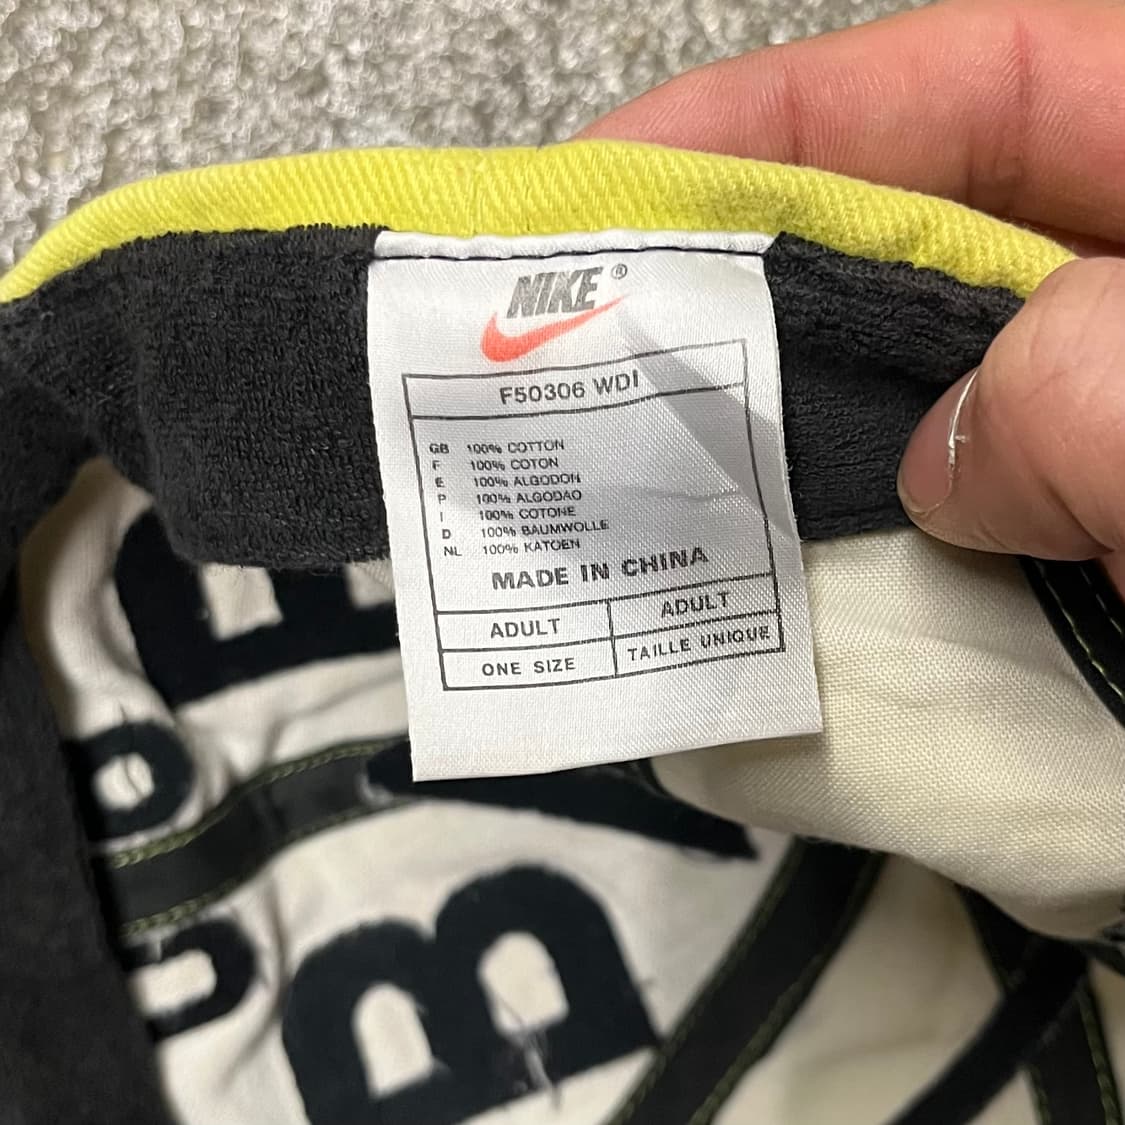 NIKE®
F50306 WDI
GB 100% COTTON
F 100% COTON
E 100% ALGODON
P 100% ALGODAO
I 100% COTONE
D 100% BAUMWOLLE
NL 100% KATOEN
MADE IN CHINA
ADULT ADULT
ONE SIZE TAILLE UNIQUE
B